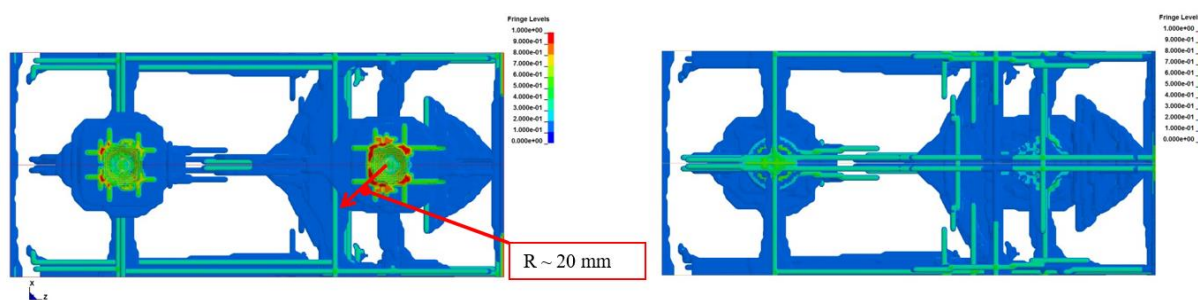 Fringe Levels
1.000e+00
9.000e-01
8.000e-01
7.000e-01
6.000e-01
5.000e-01
4.000e-01
3.000e-01
2.000e-01
1.000e-01
0.000e+00
R ~ 20 mm
X
Z
Fringe Levels
1.000e+00
9.000e-01
8.000e-01
7.000e-01
6.000e-01
5.000e-01
4.000e-01
3.000e-01
2.000e-01
1.000e-01
0.000e+00